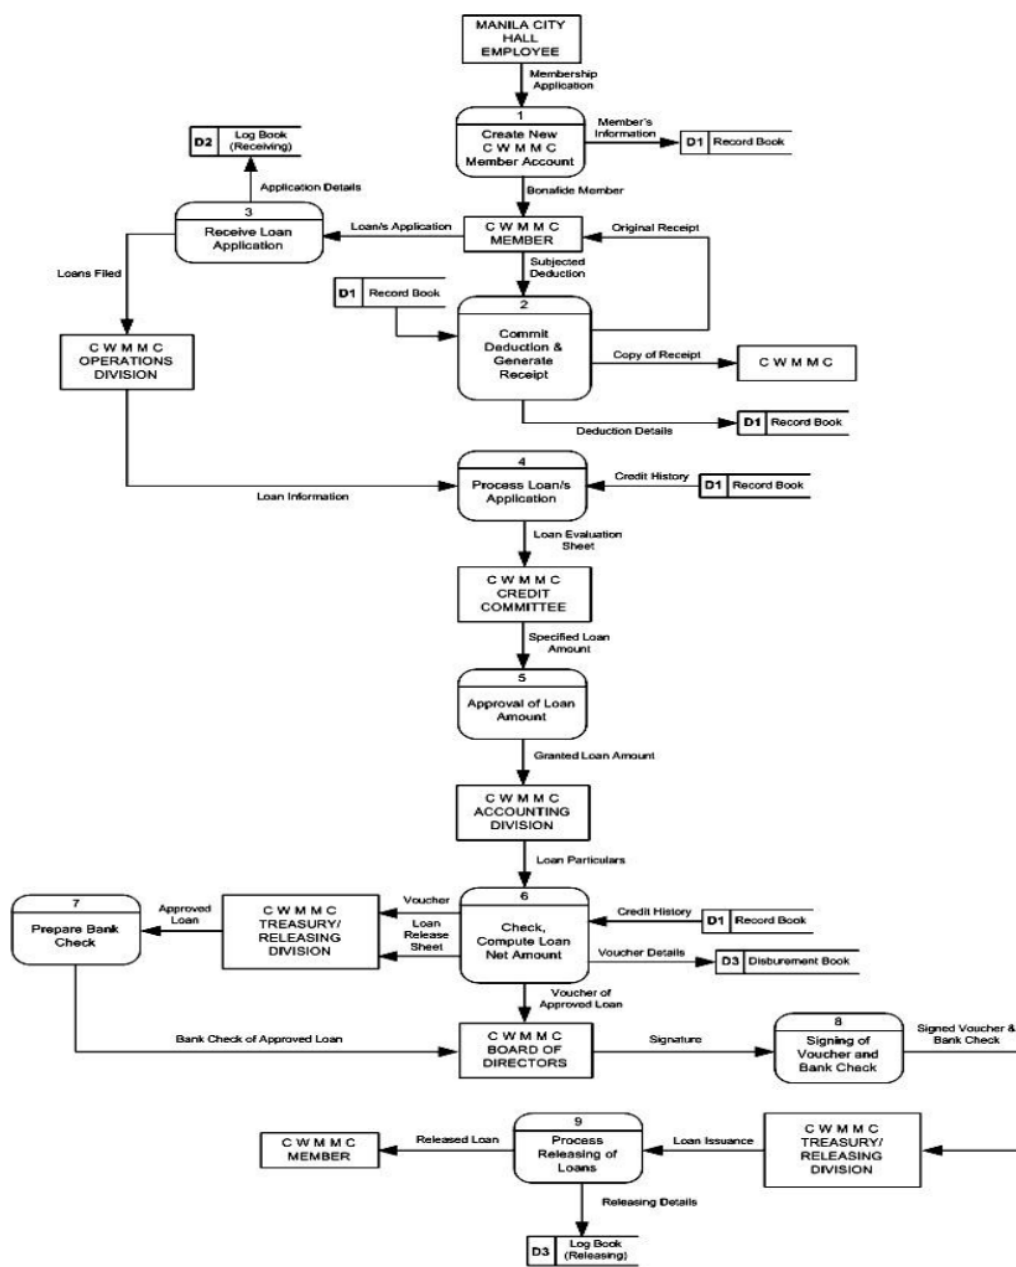 MANILA CITY
HALL
EMPLOYEE
Membership
Application
1
Create New
C W M M C
Member Account
Member's
Information
D1 Record Book
D2 Log Book
(Receiving)
Application Details
Bonafide Member
3
Receive Loan
Application
Loan/s Application
C W M M C
MEMBER
Original Receipt
Subjected
Deduction
Loans Filed
D1 Record Book
2
Commit
Deduction &
Generate
Receipt
C W M M C
OPERATIONS
DIVISION
Copy of Receipt
C W M M C
Deduction Details
D1 Record Book
4
Process Loan/s
Application
Loan Information
Credit History
D1 Record Book
Loan Evaluation
Sheet
C W M M C
CREDIT
COMMITTEE
Specified Loan
Amount
5
Approval of Loan
Amount
Granted Loan Amount
C W M M C
ACCOUNTING
DIVISION
Loan Particulars
7
Prepare Bank
Check
Approved
Loan
C W M M C
TREASURY/
RELEASING
DIVISION
Voucher
Loan
Release
Sheet
6
Check,
Compute Loan
Net Amount
Credit History
D1 Record Book
Voucher Details
D3 Disburement Book
Voucher of
Approved Loan
Bank Check of Approved Loan
C W M M C
BOARD OF
DIRECTORS
Signature
8
Signing of
Voucher and
Bank Check
Signed Voucher &
Bank Check
C W M M C
MEMBER
Released Loan
9
Process
Releasing of
Loans
Loan Issuance
C W M M C
TREASURY/
RELEASING
DIVISION
Releasing Details
D3 Log Book
(Releasing)